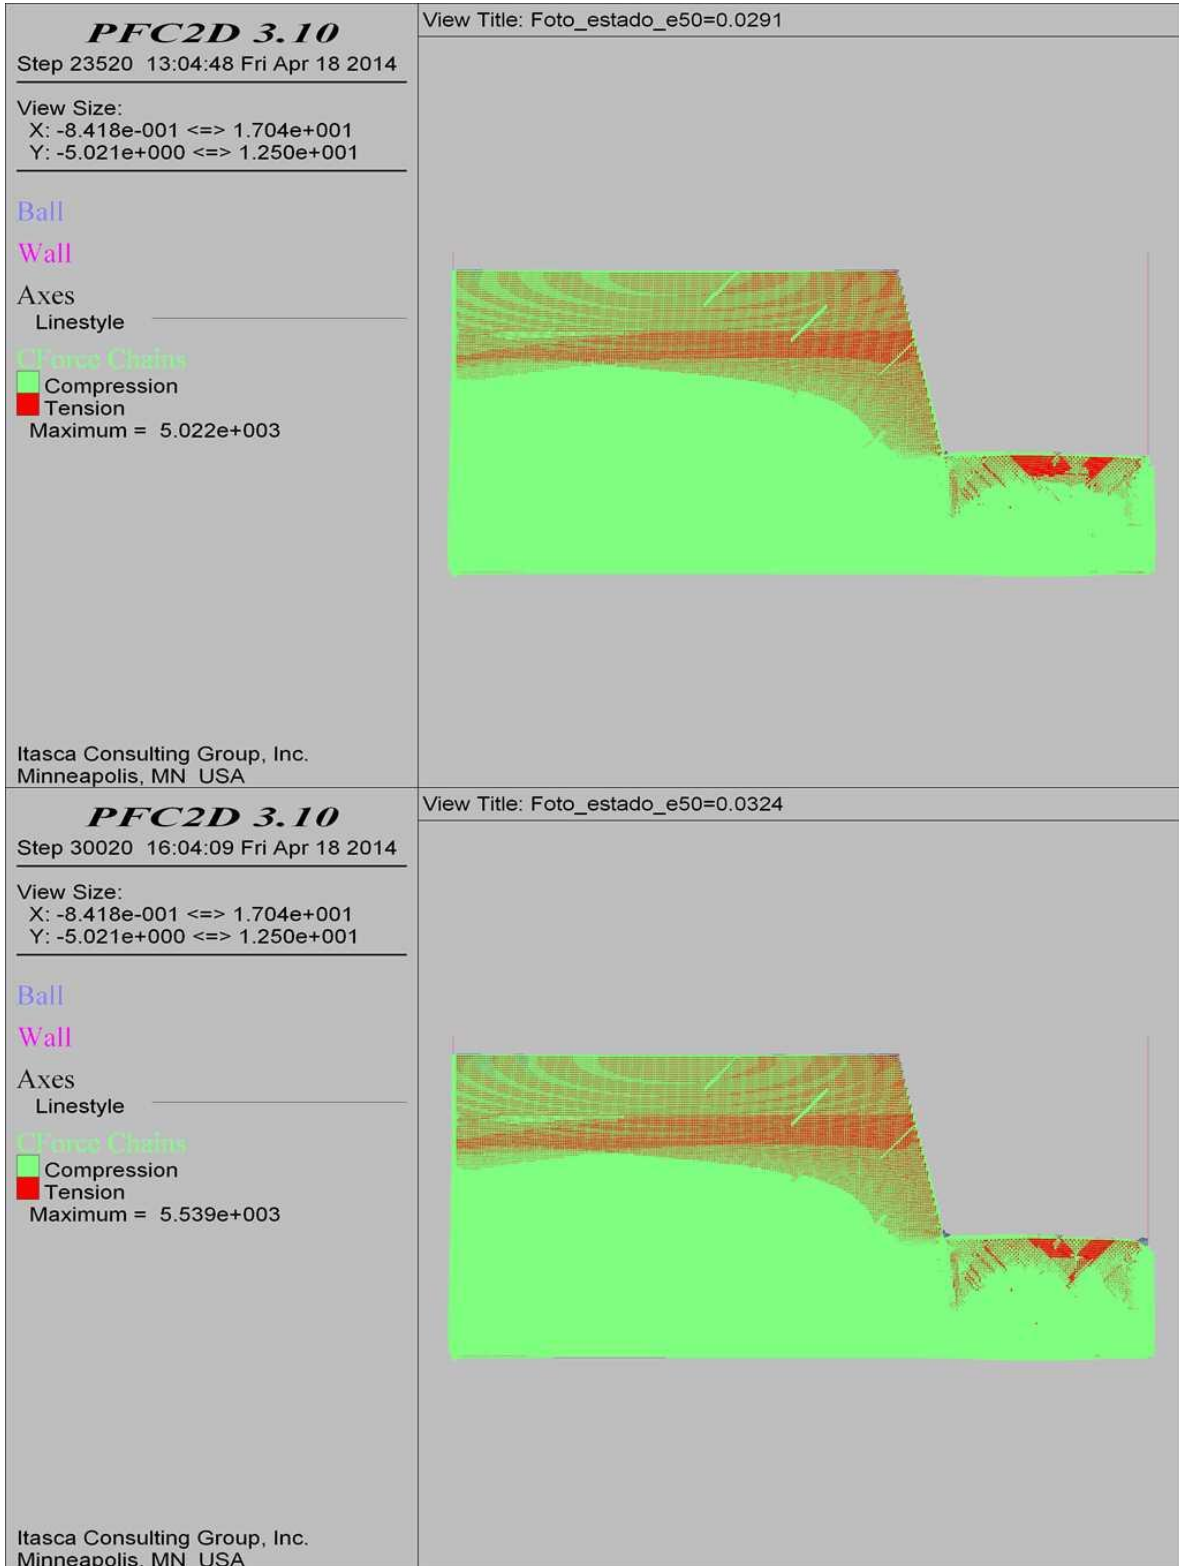 PFC2D 3.10
Step 23520 13:04:48 Fri Apr 18 2014
View Size:
X: -8.418e-001 <=> 1.704e+001
Y: -5.021e+000 <=> 1.250e+001
Ball
Wall
Axes
Linestyle
CForce Chains
Compression
Tension
Maximum = 5.022e+003
Itasca Consulting Group, Inc.
Minneapolis, MN USA
View Title: Foto_estado_e50=0.0291
PFC2D 3.10
Step 30020 16:04:09 Fri Apr 18 2014
View Size:
X: -8.418e-001 <=> 1.704e+001
Y: -5.021e+000 <=> 1.250e+001
Ball
Wall
Axes
Linestyle
CForce Chains
Compression
Tension
Maximum = 5.539e+003
Itasca Consulting Group, Inc.
Minneapolis, MN USA
View Title: Foto_estado_e50=0.0324